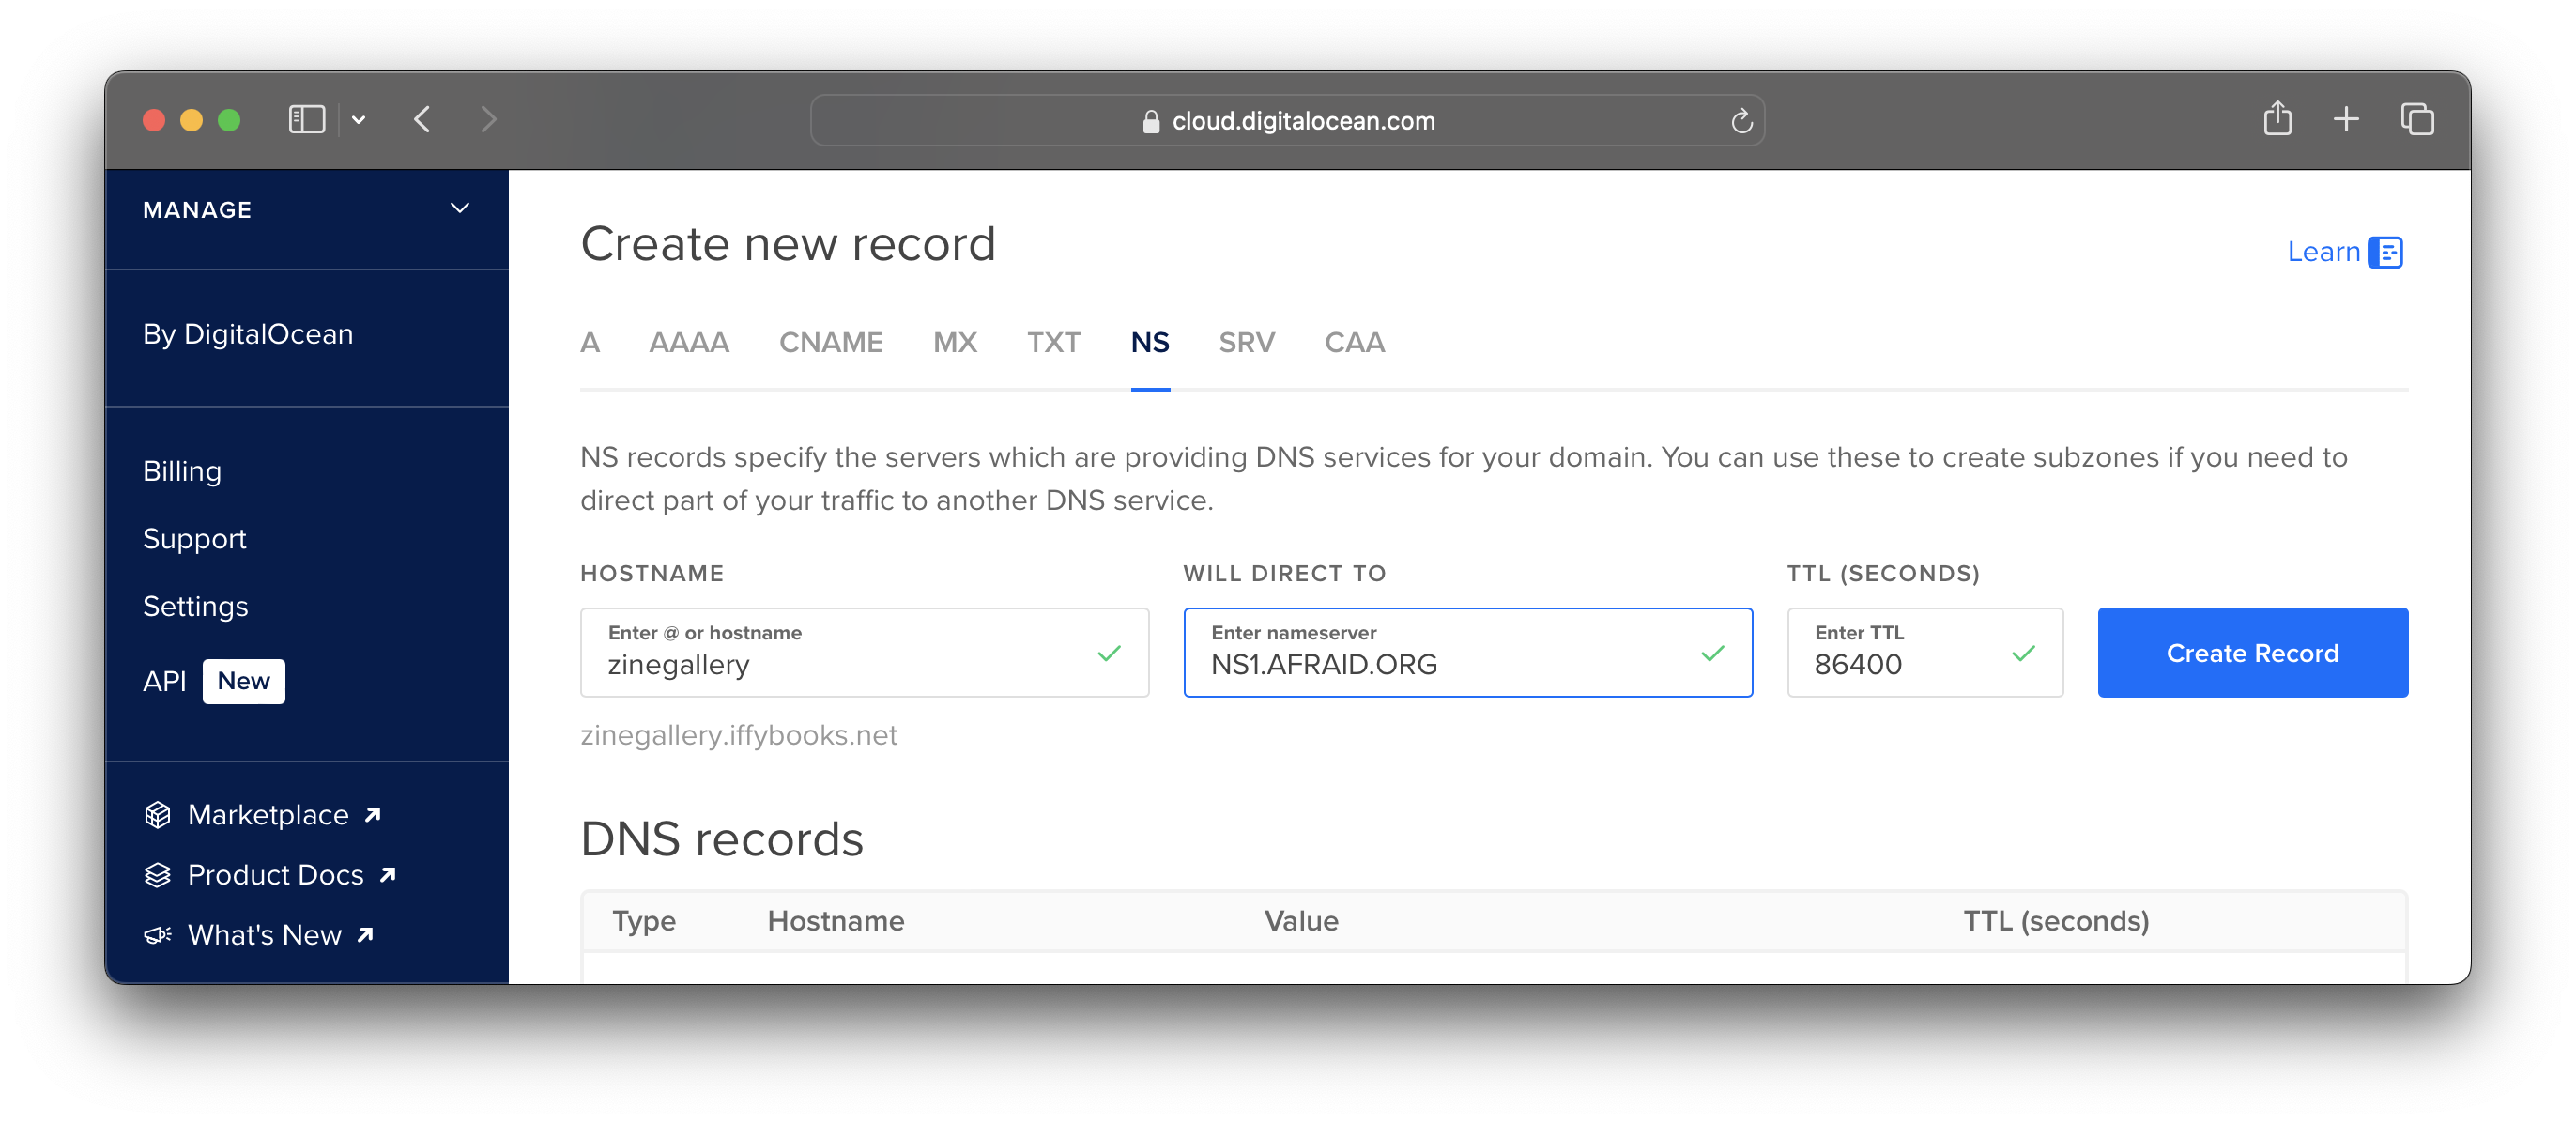 cloud.digitalocean.com
MANAGE
By DigitalOcean
Billing
Support
Settings
API New
Marketplace
Product Docs
What's New
Create new record
Learn
A AAAA CNAME MX TXT NS SRV CAA
NS records specify the servers which are providing DNS services for your domain. You can use these to create subzones if you need to
direct part of your traffic to another DNS service.
HOSTNAME WILL DIRECT TO TTL (SECONDS)
Enter @ or hostname Enter nameserver Enter TTL
zinegallery NS1.AFRAID.ORG 86400 Create Record
zinegallery.iffybooks.net
DNS records
Type Hostname Value TTL (seconds)